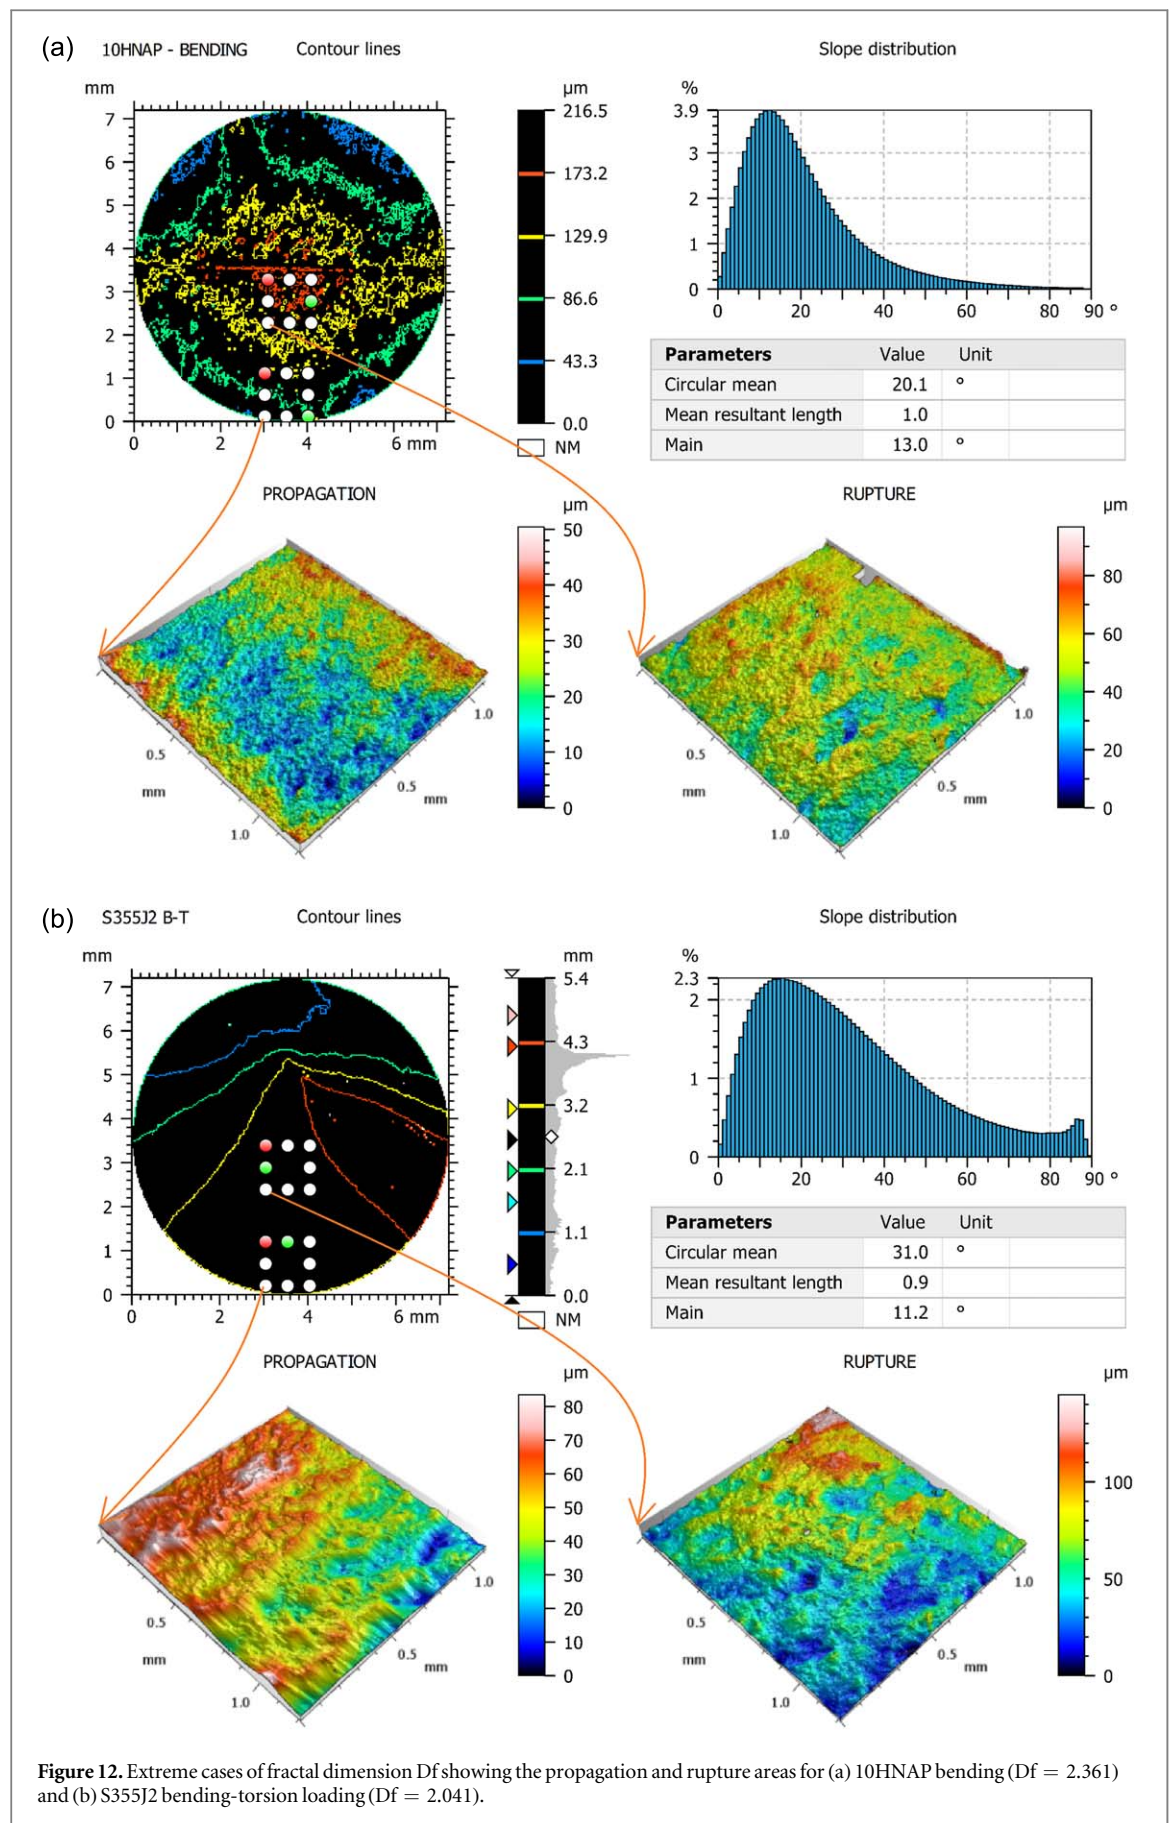 (a) 10HNAP - BENDING Contour lines Slope distribution
mm µm %
7
6
5
4
3
2
1
0
0 2 4 6 mm
216.5
173.2
129.9
86.6
43.3
0.0
NM
3.9
3
2
1
0
0 20 40 60 90 °
Parameters Value Unit
Circular mean 20.1 °
Mean resultant length 1.0
Main 13.0 °
PROPAGATION RUPTURE
µm
50
40
30
20
10
0
0.5
mm
1.0
1.0
0.5
mm
µm
80
60
40
20
0
0.5
mm
1.0
1.0
0.5
mm
(b) S355J2 B-T Contour lines Slope distribution
mm mm %
7
6
5
4
3
2
1
0
0 2 4 6 mm
5.4
4.3
3.2
2.1
1.1
0.0
NM
2.3
2
1
0
0 20 40 60 80 90 °
Parameters Value Unit
Circular mean 31.0 °
Mean resultant length 0.9
Main 11.2 °
PROPAGATION RUPTURE
µm
80
70
60
50
40
30
20
10
0
0.5
mm
1.0
1.0
0.5
mm
µm
100
50
0
0.5
mm
1.0
1.0
0.5
mm
Figure 12. Extreme cases of fractal dimension Df showing the propagation and rupture areas for (a) 10HNAP bending (Df = 2.361)
and (b) S355J2 bending-torsion loading (Df = 2.041).